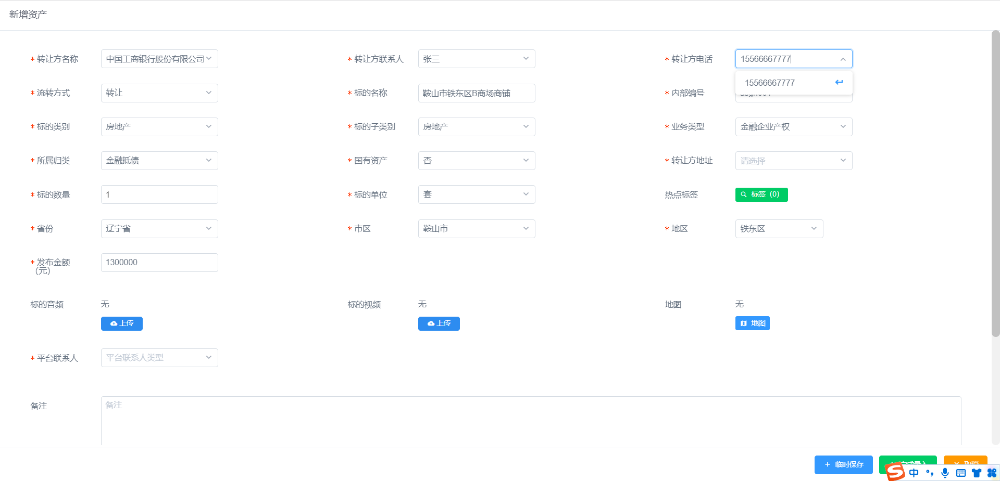 新增资产
* 转让方名称 中国工商银行股份有限公司 * 转让方联系人 张三 * 转让方电话 15566667777
15566667777
* 流转方式 转让 * 标的名称 鞍山市铁东区B商场商铺 * 内部编号
* 标的类别 房地产 * 标的子类别 房地产 * 业务类型 金融企业产权
* 所属归类 金融抵债 * 国有资产 否 * 转让方地址 请选择
* 标的数量 1 * 标的单位 套 热点标签 标签（0）
* 省份 辽宁省 * 市区 鞍山市 * 地区 铁东区
* 发布金额 1300000
（元）
标的音频 无 标的视频 无 地图 无
上传 上传 地图
* 平台联系人 平台联系人类型
备注 备注
+ 临时保存 取消
中